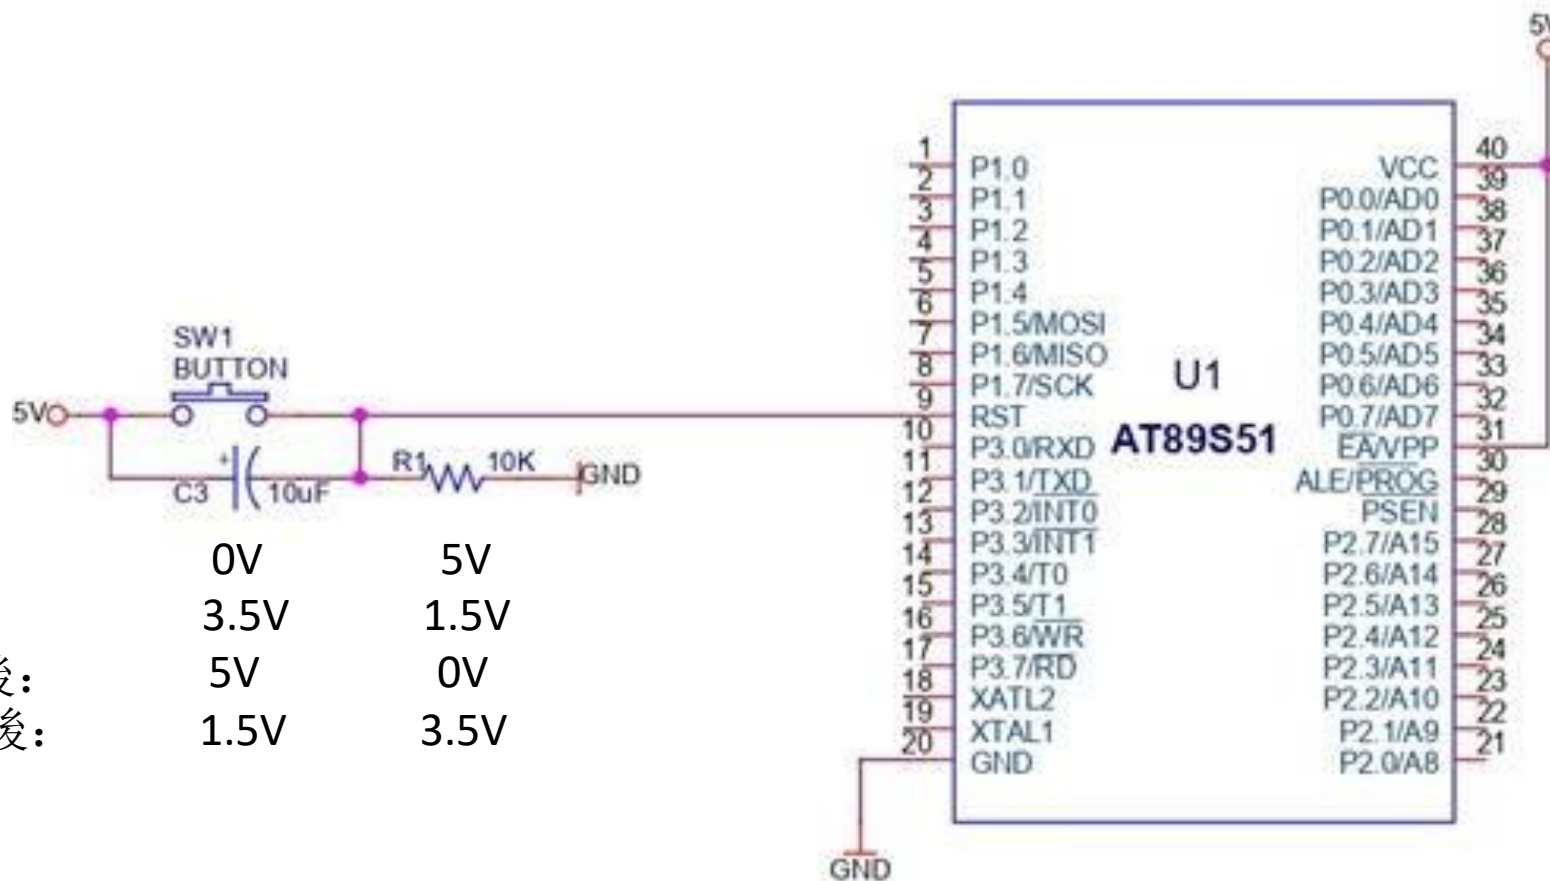 5V
SW1
BUTTON
5V
C3
+
10uF
R1
10K
GND
0V 5V
3.5V 1.5V
後： 5V 0V
後： 1.5V 3.5V
U1
AT89S51
1 P1.0
2 P1.1
3 P1.2
4 P1.3
5 P1.4
6 P1.5/MOSI
7 P1.6/MISO
8 P1.7/SCK
9 RST
10 P3.0/RXD
11 P3.1/TXD
12 P3.2/INT0
13 P3.3/INT1
14 P3.4/T0
15 P3.5/T1
16 P3.6/WR
17 P3.7/RD
18 XATL2
19 XTAL1
20 GND
VCC 40
P0.0/AD0 39
P0.1/AD1 38
P0.2/AD2 37
P0.3/AD3 36
P0.4/AD4 35
P0.5/AD5 34
P0.6/AD6 33
P0.7/AD7 32
EA/VPP 31
ALE/PROG 30
PSEN 29
P2.7/A15 28
P2.6/A14 27
P2.5/A13 26
P2.4/A12 25
P2.3/A11 24
P2.2/A10 23
P2.1/A9 22
P2.0/A8 21
GND